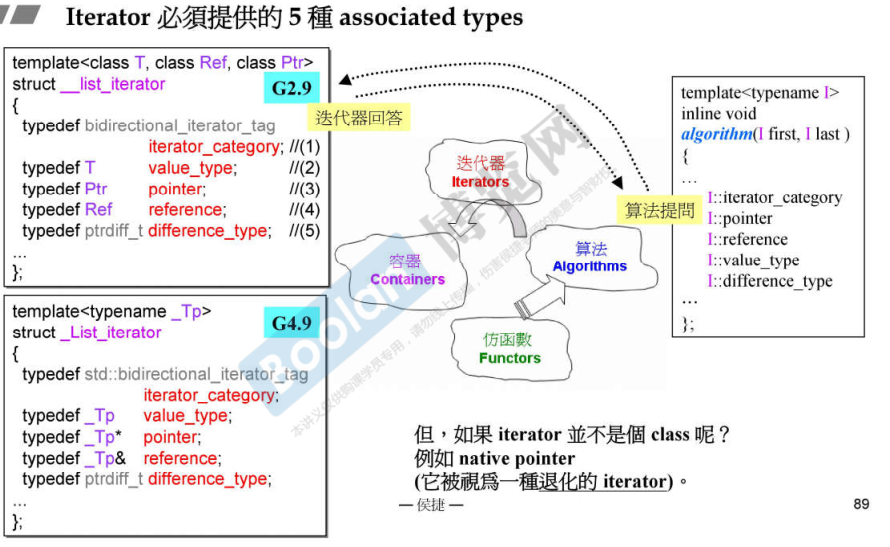 Iterator 必須提供的 5 種 associated types
template<class T, class Ref, class Ptr>
struct __list_iterator
G2.9
{
typedef bidirectional_iterator_tag
iterator_category; //(1)
typedef T value_type; //(2)
typedef Ptr pointer; //(3)
typedef Ref reference; //(4)
typedef ptrdiff_t difference_type; //(5)
...
};
template<typename _Tp>
struct _List_iterator
G4.9
{
typedef std::bidirectional_iterator_tag
iterator_category;
typedef _Tp value_type;
typedef _Tp* pointer;
typedef _Tp& reference;
typedef ptrdiff_t difference_type;
...
};
迭代器回答
迭代器
Iterators
容器
Containers
算法
Algorithms
仿函數
Functors
算法提問
template<typename I>
inline void
algorithm(I first, I last )
{
...
I::iterator_category
I::pointer
I::reference
I::value_type
I::difference_type
...
};
Boolan 博览网
但，如果 iterator 並不是個 class 呢？
例如 native pointer
(它被視爲一種退化的 iterator)。
— 侯捷 —
89